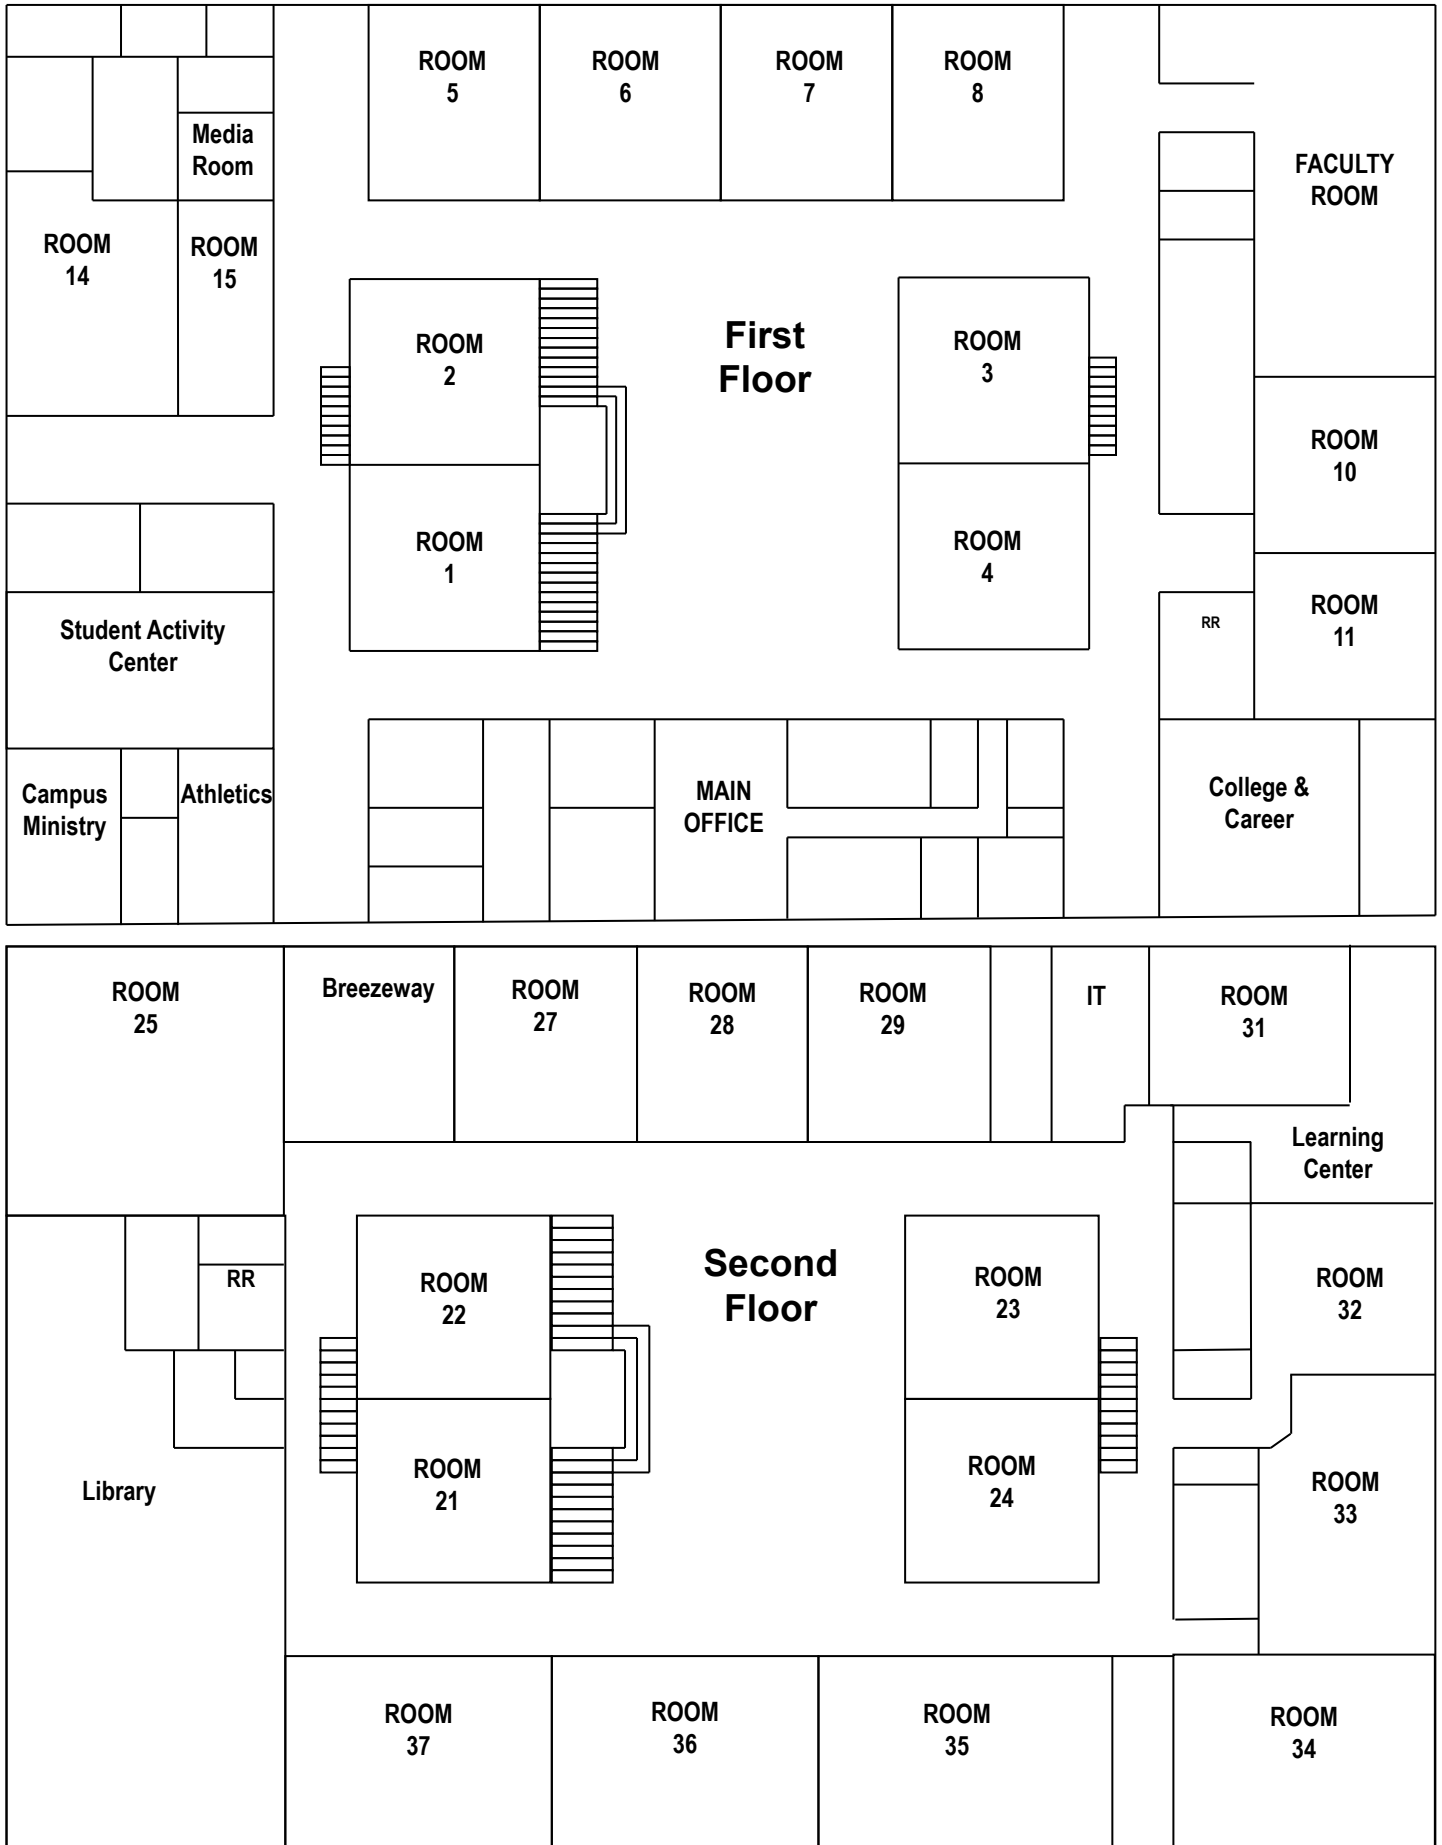 ROOM
5
ROOM
6
ROOM
7
ROOM
8
Media
Room
FACULTY
ROOM
ROOM
14
ROOM
15
ROOM
2
First
Floor
ROOM
3
ROOM
10
ROOM
1
ROOM
4
ROOM
11
RR
Student Activity
Center
Campus
Ministry
Athletics
MAIN
OFFICE
College &
Career
ROOM
25
Breezeway
ROOM
27
ROOM
28
ROOM
29
IT
ROOM
31
Learning
Center
RR
ROOM
22
Second
Floor
ROOM
23
ROOM
32
Library
ROOM
21
ROOM
24
ROOM
33
ROOM
37
ROOM
36
ROOM
35
ROOM
34